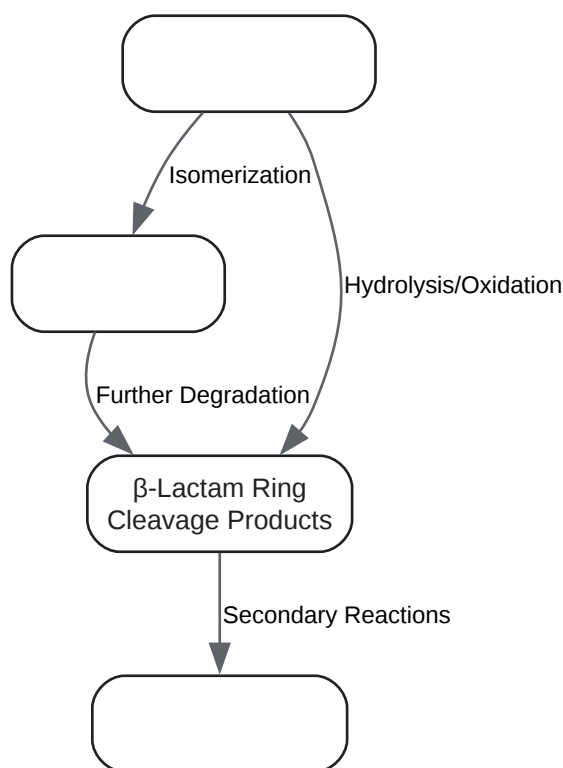 Isomerization
Hydrolysis/Oxidation
Further Degradation
β-Lactam Ring
Cleavage Products
Secondary Reactions